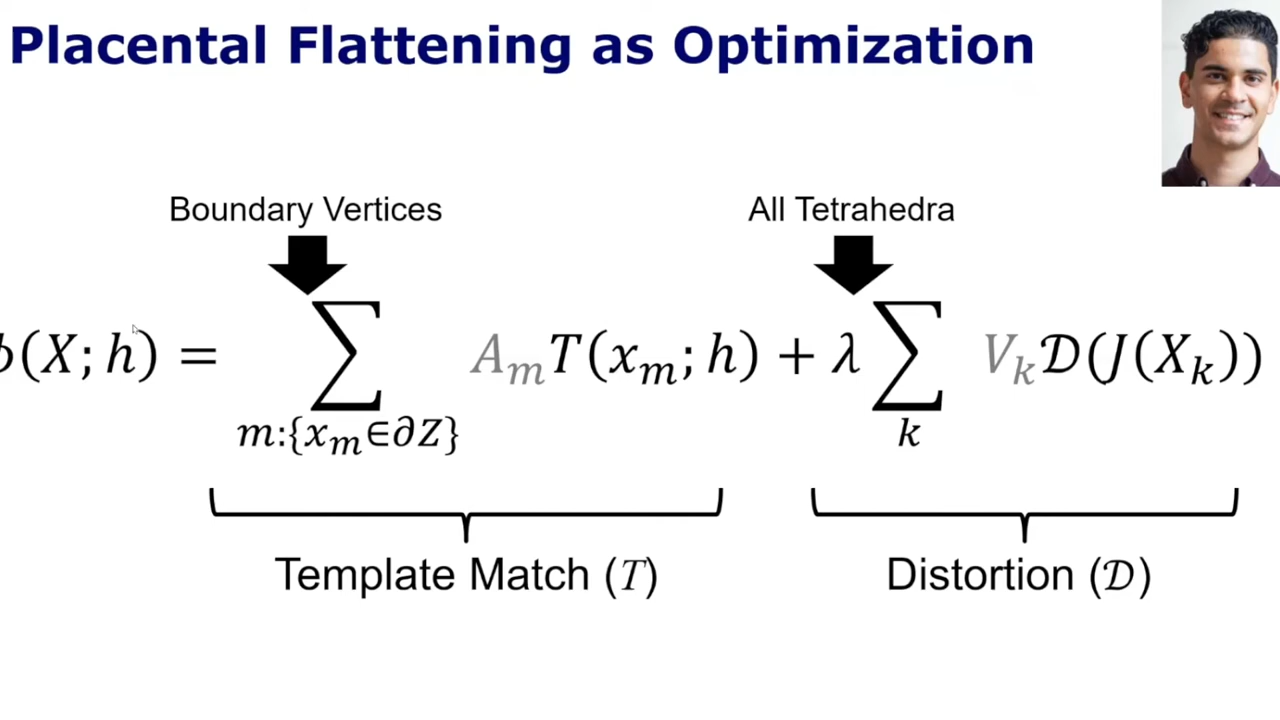 Placental Flattening as Optimization
Boundary Vertices
All Tetrahedra
(X; h) = ∑ A_m T(x_m; h) + λ ∑ V_k 𝒟(J(X_k))
m:{x_m∈∂Z}
k
Template Match (T)
Distortion (𝒟)